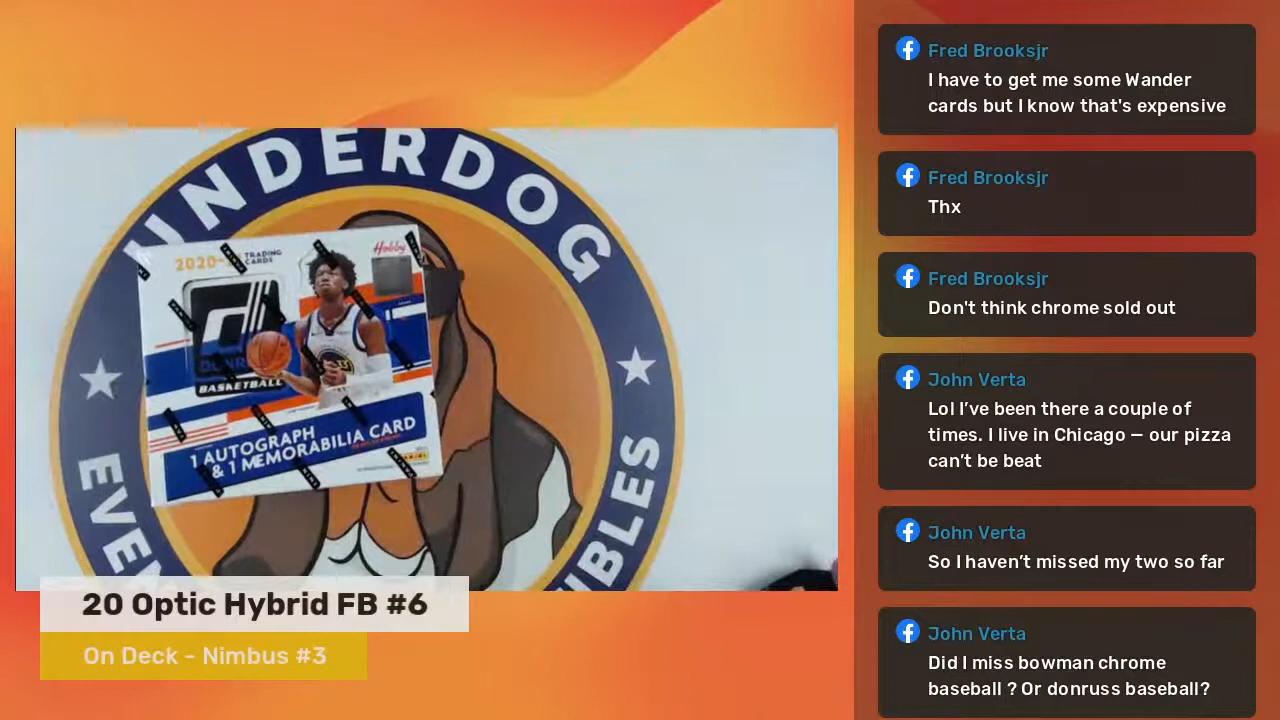 UNDERDOG
2020-
TRADING
CARDS
Hobby
BASKETBALL
1 AUTOGRAPH
& 1 MEMORABILIA CARD
PANINI
20 Optic Hybrid FB #6
On Deck - Nimbus #3
Fred Brooksjr
I have to get me some Wander
cards but I know that's expensive
Fred Brooksjr
Thx
Fred Brooksjr
Don't think chrome sold out
John Verta
Lol I’ve been there a couple of
times. I live in Chicago — our pizza
can’t be beat
John Verta
So I haven’t missed my two so far
John Verta
Did I miss bowman chrome
baseball ? Or donruss baseball?